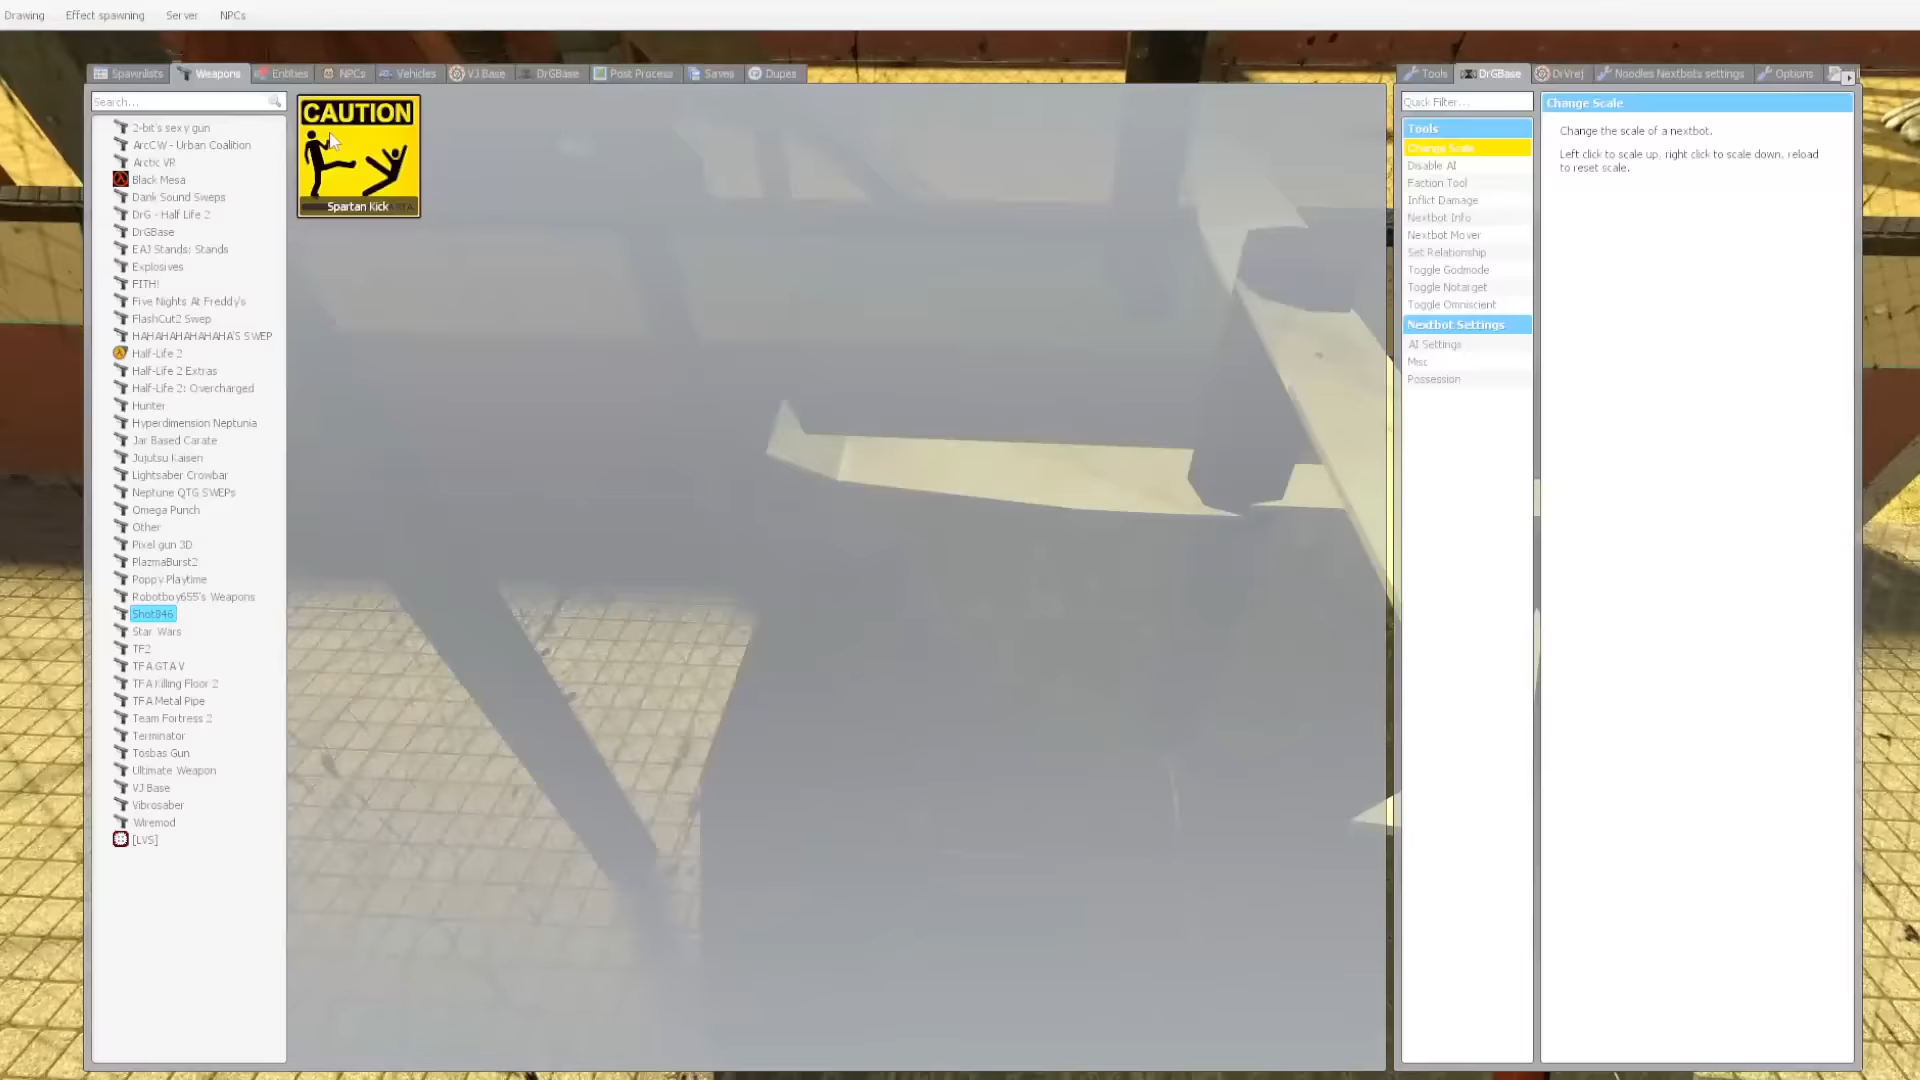 Drawing Effect spawning Server NPCs
Spawnlists Weapons Entities NPCs Vehicles VJ Base DrGBase Post Process Saves Dupes
Search...
2-bit's sexy gun
ArcCW - Urban Coalition
Arctic VR
Black Mesa
Dank Sound Sweps
DrG - Half Life 2
DrGBase
EAJ Stands: Stands
Explosives
FITH!
Five Nights At Freddy's
FlashCut2 Swep
HAHAHAHAHAHAHA'S SWEP
Half-Life 2
Half-Life 2 Extras
Half-Life 2: Overcharged
Hunter
Hyperdimension Neptunia
Jar Based Carate
Jujutsu Kaisen
Lightsaber Crowbar
Neptune QTG SWEPs
Omega Punch
Other
Pixel gun 3D
PlazmaBurst2
Poppy Playtime
Robotboy655's Weapons
Shot846
Star Wars
TF2
TFA GTA V
TFA Killing Floor 2
TFA Metal Pipe
Team Fortress 2
Terminator
Tosbas Gun
Ultimate Weapon
VJ Base
Vibrosaber
Wiremod
[LVS]
CAUTION
Spartan Kick
Tools DrGBase DrVrej Noodles Nextbots settings Options
Quick Filter...
Tools
Change Scale
Disable AI
Faction Tool
Inflict Damage
Nextbot Info
Nextbot Mover
Set Relationship
Toggle Godmode
Toggle Notarget
Toggle Omniscient
Nextbot Settings
AI Settings
Misc
Possession
Change Scale
Change the scale of a nextbot.
Left click to scale up, right click to scale down, reload
to reset scale.